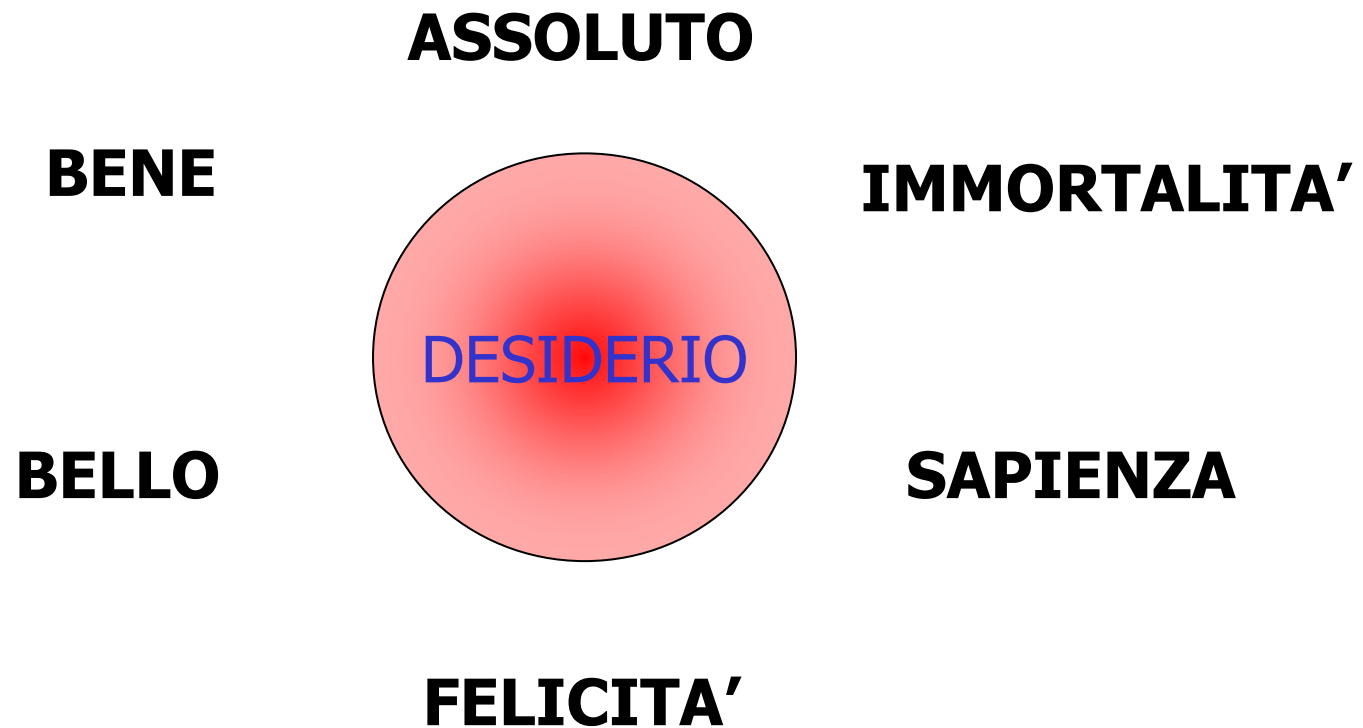 ASSOLUTO
BENE
IMMORTALITA’
DESIDERIO
BELLO
SAPIENZA
FELICITA’